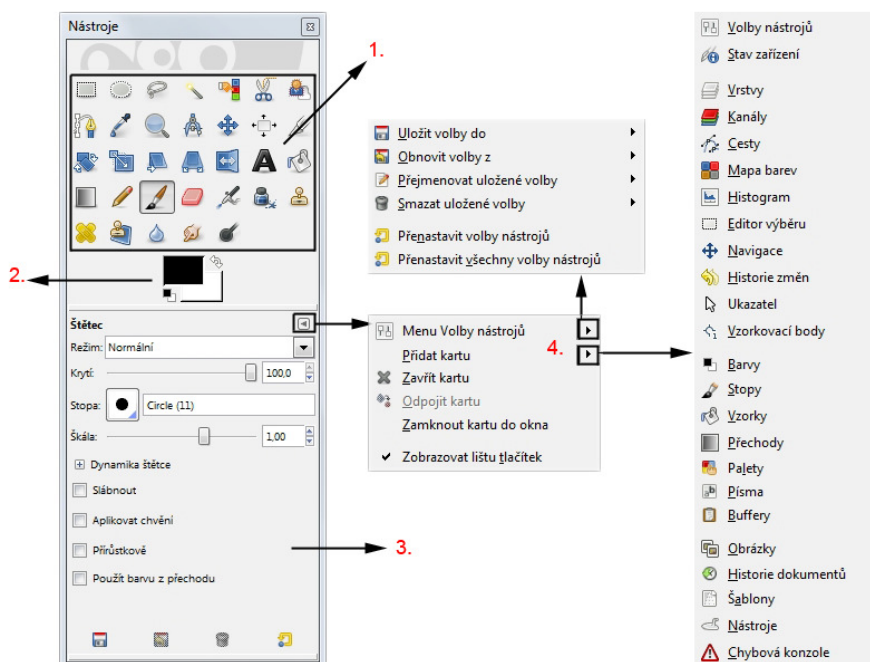 Nástroje
1.
2.
Štětec
Režim: Normální
Krytí: 100,0
Stopa: Circle (11)
Škála: 1,00
Dynamika štětce
Slábnout
Aplikovat chvění
Přírůstkově
Použít barvu z přechodu
3.
Uložit volby do
Obnovit volby z
Přejmenovat uložené volby
Smazat uložené volby
Přenastavit volby nástrojů
Přenastavit všechny volby nástrojů
Menu Volby nástrojů
4.
Přidat kartu
Zavřít kartu
Odpojit kartu
Zamknout kartu do okna
Zobrazovat lištu tlačítek
Volby nástrojů
Stav zařízení
Vrstvy
Kanály
Cesty
Mapa barev
Histogram
Editor výběru
Navigace
Historie změn
Ukazatel
Vzorkovací body
Barvy
Stopy
Vzorky
Přechody
Palety
Písma
Buffery
Obrázky
Historie dokumentů
Šablony
Nástroje
Chybová konzole